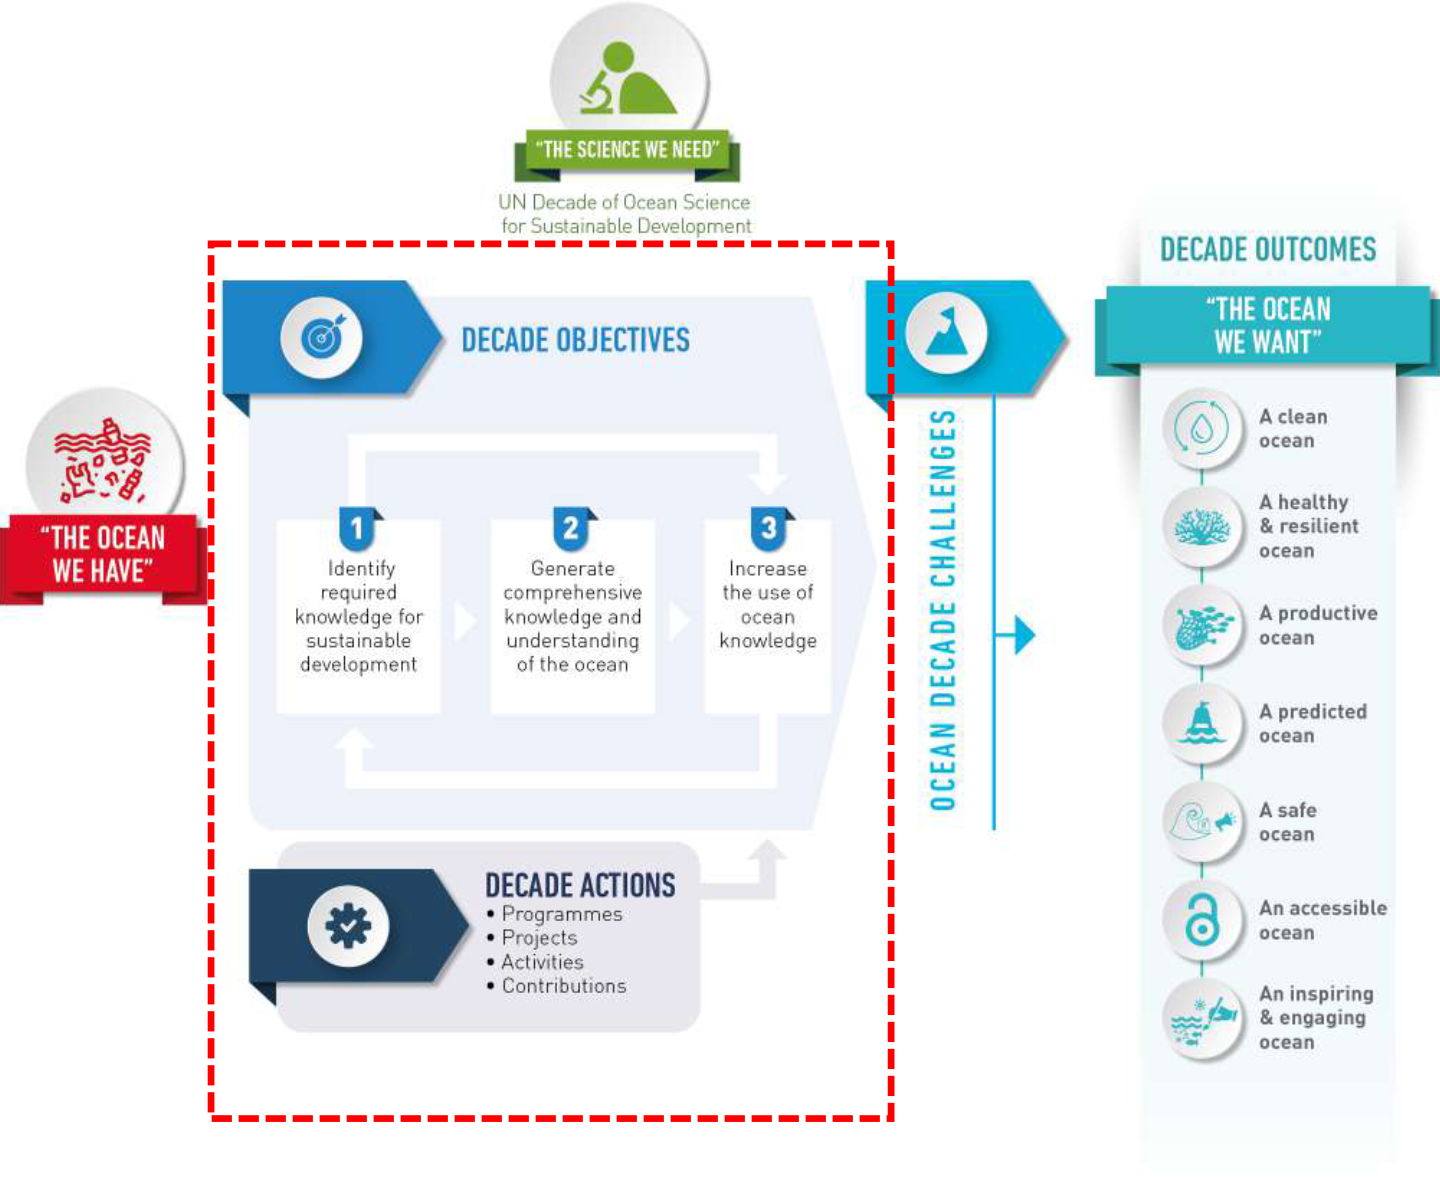 "THE SCIENCE WE NEED"
UN Decade of Ocean Science
for Sustainable Development
"THE OCEAN
WE HAVE"
DECADE OBJECTIVES
1
Identify
required
knowledge for
sustainable
development
2
Generate
comprehensive
knowledge and
understanding
of the ocean
3
Increase
the use of
ocean
knowledge
DECADE ACTIONS
• Programmes
• Projects
• Activities
• Contributions
OCEAN DECADE CHALLENGES
DECADE OUTCOMES
"THE OCEAN
WE WANT"
A clean
ocean
A healthy
& resilient
ocean
A productive
ocean
A predicted
ocean
A safe
ocean
An accessible
ocean
An inspiring
& engaging
ocean